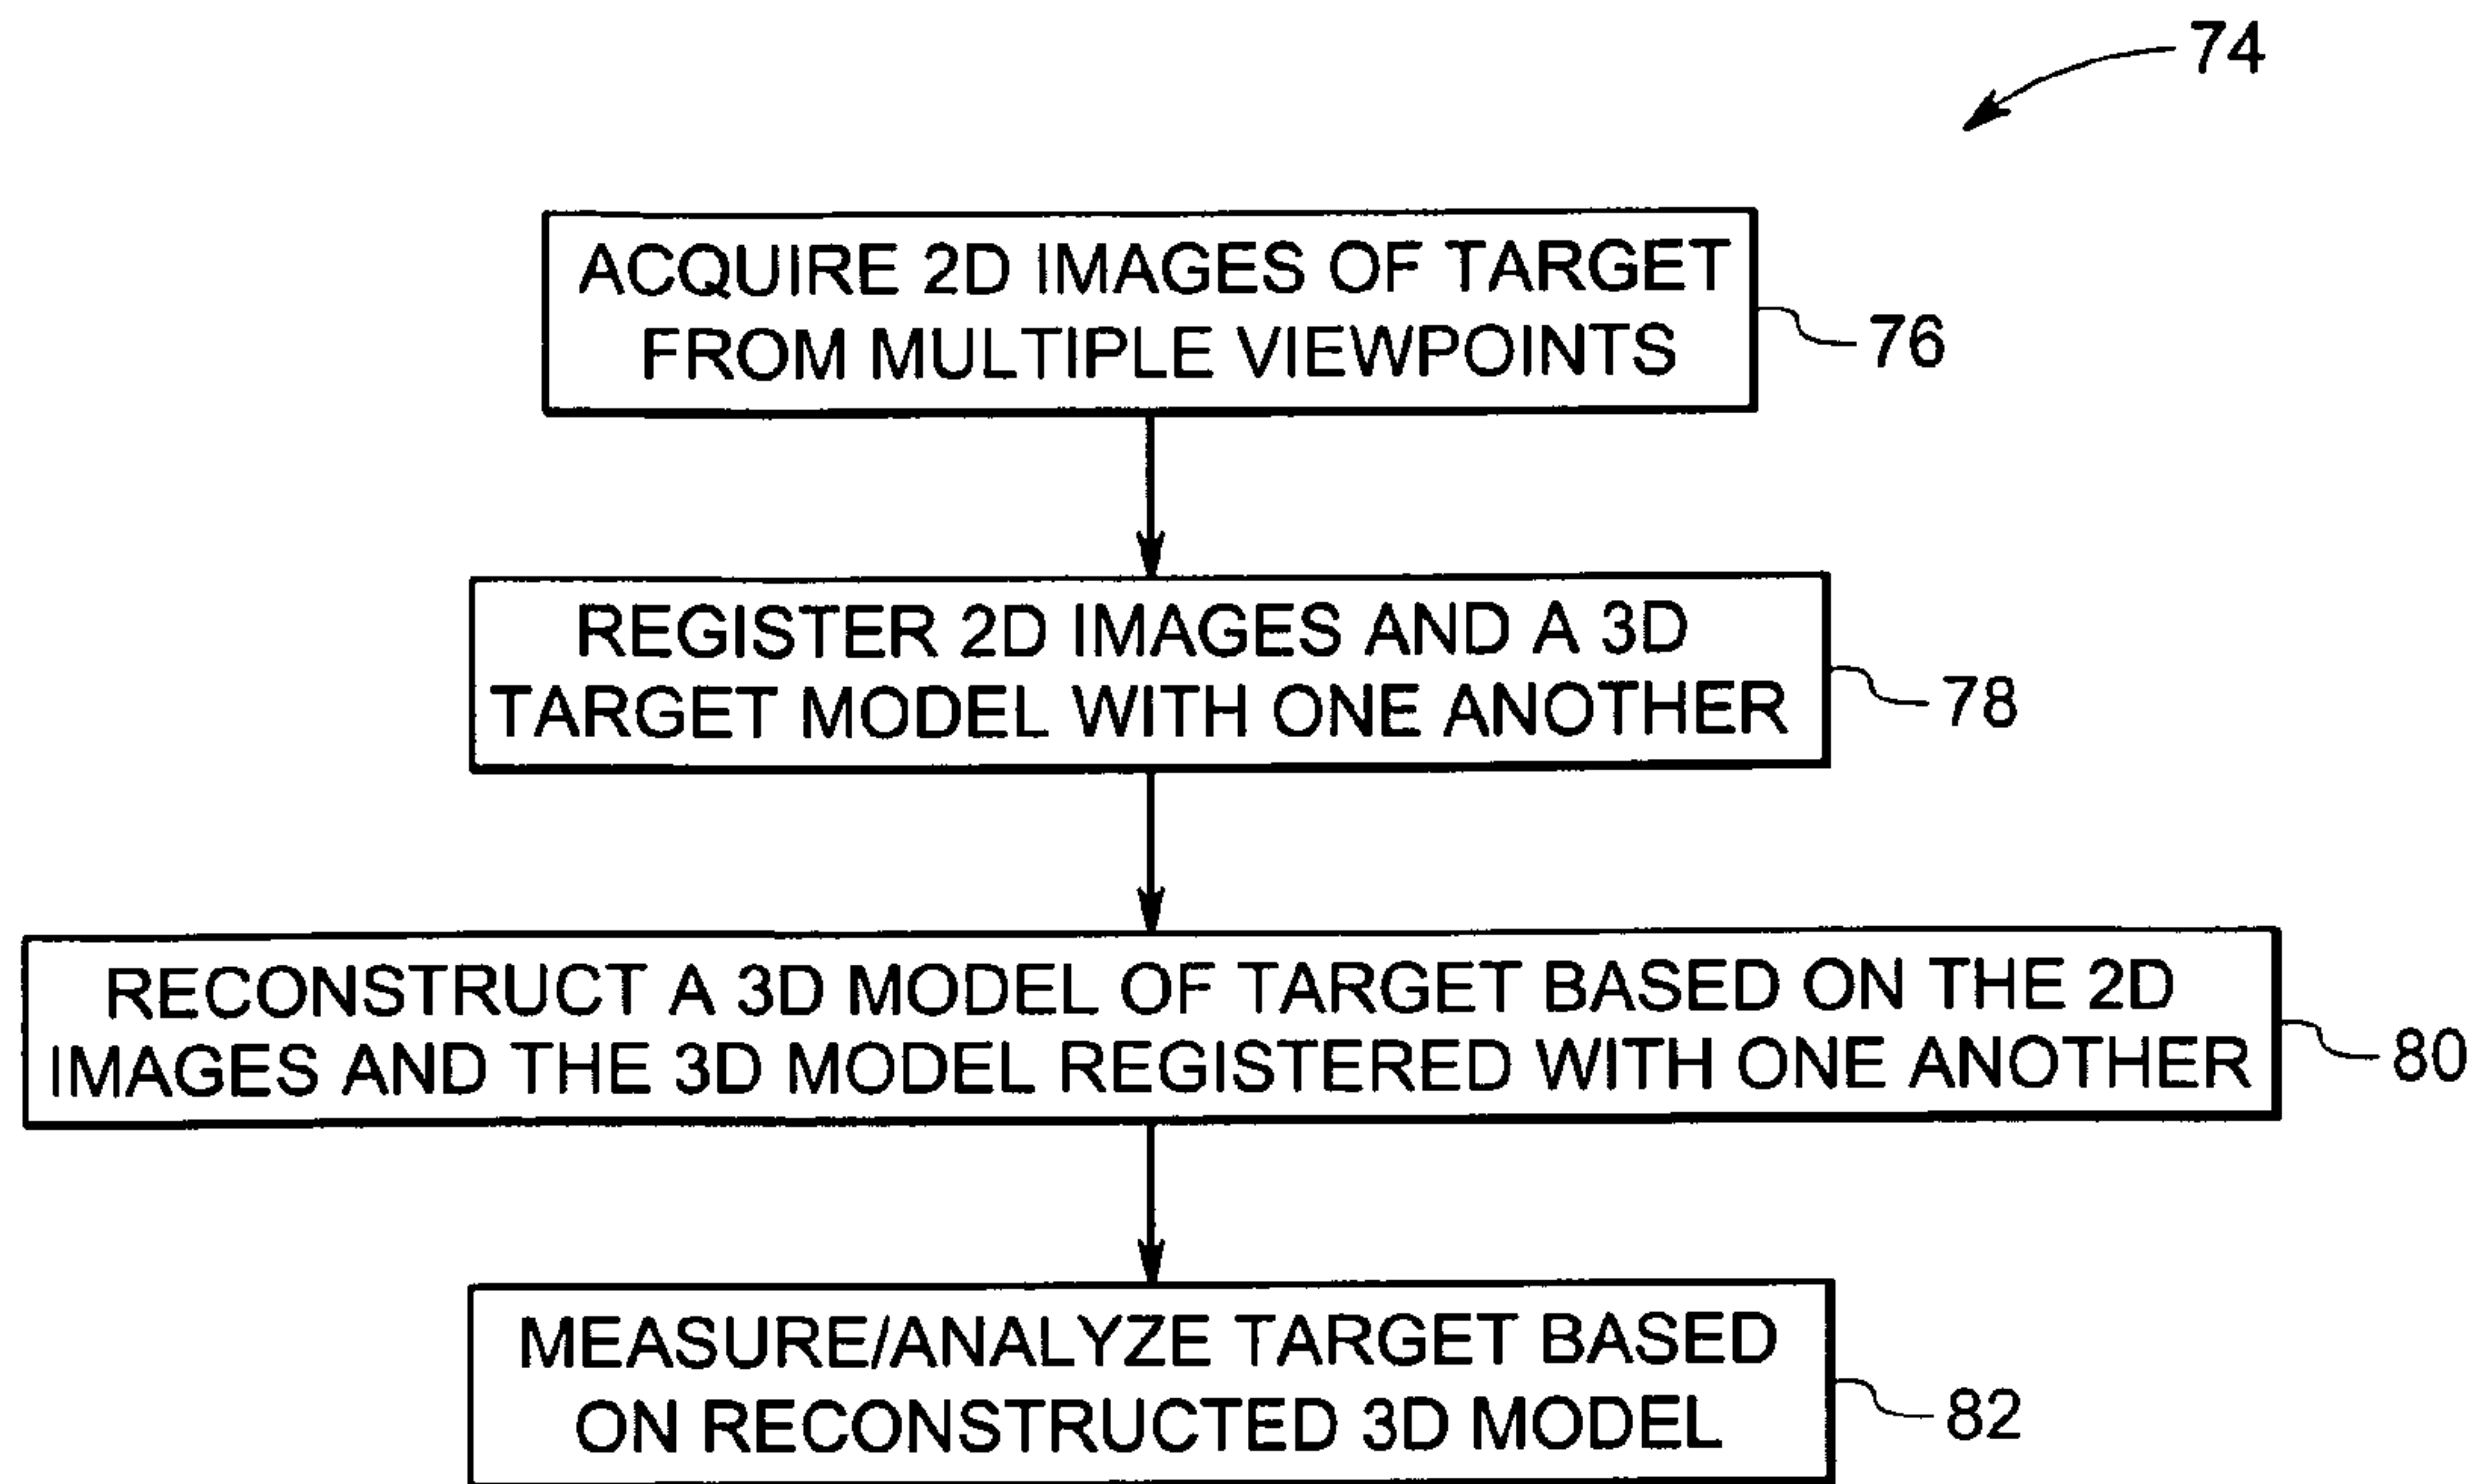 74
ACQUIRE 2D IMAGES OF TARGET
FROM MULTIPLE VIEWPOINTS
76
REGISTER 2D IMAGES AND A 3D
TARGET MODEL WITH ONE ANOTHER
78
RECONSTRUCT A 3D MODEL OF TARGET BASED ON THE 2D
IMAGES AND THE 3D MODEL REGISTERED WITH ONE ANOTHER
80
MEASURE/ANALYZE TARGET BASED
ON RECONSTRUCTED 3D MODEL
82